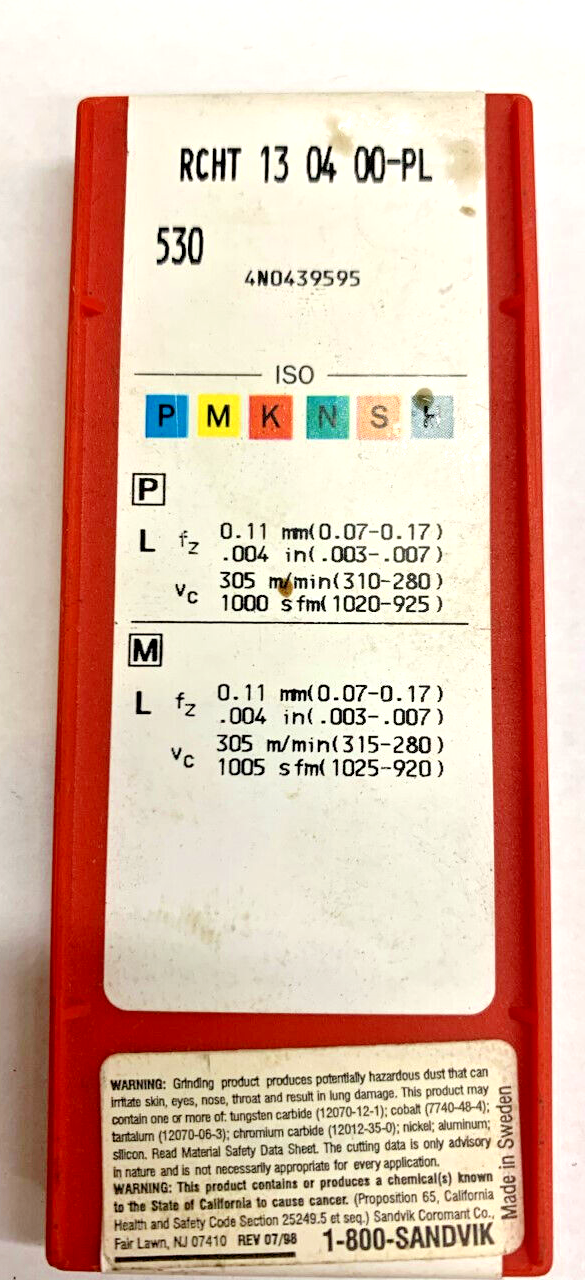 RCHT 13 04 00-PL
530
4N0439595
ISO
P M K N S H
P
L fz 0.11 mm(0.07-0.17)
.004 in(.003-.007)
vc 305 m/min(310-280)
1000 sfm(1020-925)
M
L fz 0.11 mm(0.07-0.17)
.004 in(.003-.007)
vc 305 m/min(315-280)
1005 sfm(1025-920)
WARNING: Grinding product produces potentially hazardous dust that can
irritate skin, eyes, nose, throat and result in lung damage. This product may
contain one or more of: tungsten carbide (12070-12-1); cobalt (7740-48-4);
tantalum (12070-06-3); chromium carbide (12012-35-0); nickel; aluminum;
silicon. Read Material Safety Data Sheet. The cutting data is only advisory
in nature and is not necessarily appropriate for every application.
WARNING: This product contains or produces a chemical(s) known
to the State of California to cause cancer. (Proposition 65, California
Health and Safety Code Section 25249.5 et seq.) Sandvik Coromant Co.,
Fair Lawn, NJ 07410 REV 07/98 1-800-SANDVIK
Made in Sweden